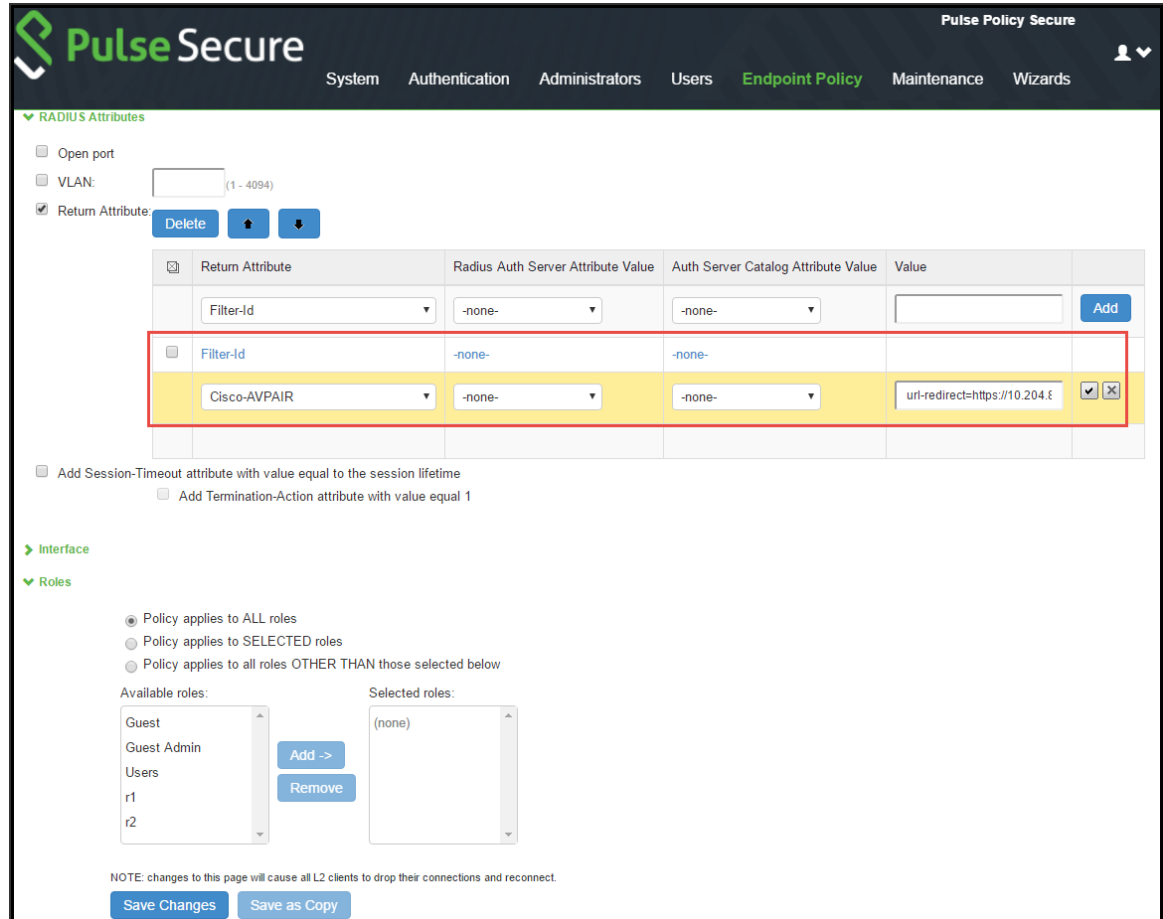 Pulse Policy Secure
Pulse Secure
System Authentication Administrators Users Endpoint Policy Maintenance Wizards
RADIUS Attributes
Open port
VLAN: (1 - 4094)
Return Attribute: Delete
Return Attribute Radius Auth Server Attribute Value Auth Server Catalog Attribute Value Value
Filter-Id -none- -none- Add
Filter-Id -none- -none-
Cisco-AVPAIR -none- -none- url-redirect=https://10.204.8
Add Session-Timeout attribute with value equal to the session lifetime
Add Termination-Action attribute with value equal 1
Interface
Roles
Policy applies to ALL roles
Policy applies to SELECTED roles
Policy applies to all roles OTHER THAN those selected below
Available roles: Selected roles:
Guest (none)
Guest Admin
Add ->
Users
Remove
r1
r2
NOTE: changes to this page will cause all L2 clients to drop their connections and reconnect.
Save Changes Save as Copy